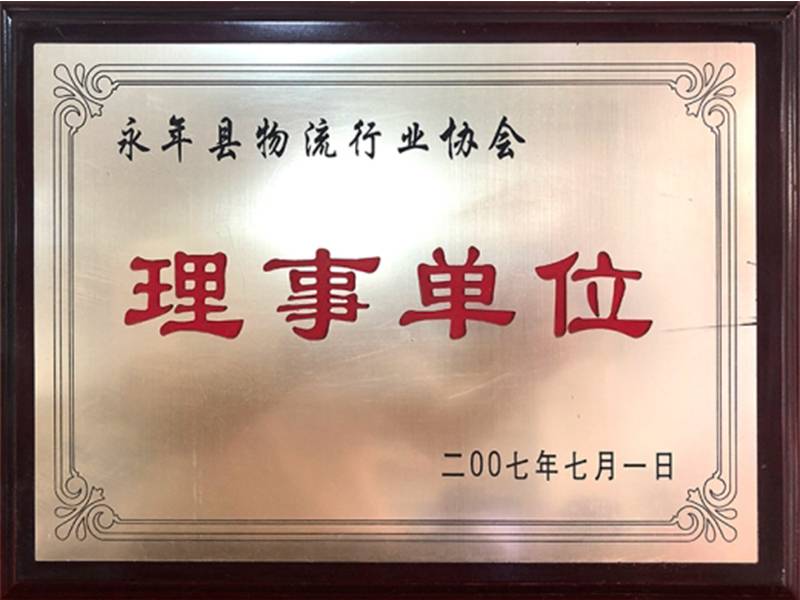 永年县物流行业协会
理事单位
二00七年七月一日